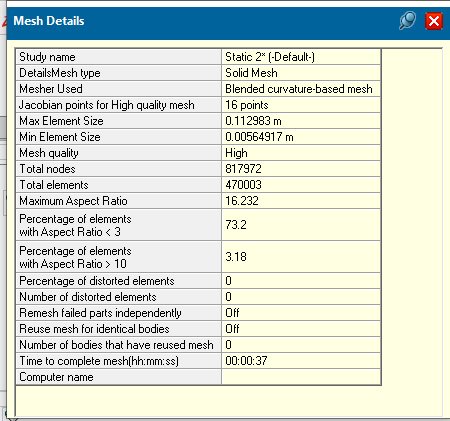 Mesh Details
Study name Static 2* (-Default-)
DetailsMesh type Solid Mesh
Mesher Used Blended curvature-based mesh
Jacobian points for High quality mesh 16 points
Max Element Size 0.112983 m
Min Element Size 0.00564917 m
Mesh quality High
Total nodes 817972
Total elements 470003
Maximum Aspect Ratio 16.232
Percentage of elements
with Aspect Ratio < 3 73.2
Percentage of elements
with Aspect Ratio > 10 3.18
Percentage of distorted elements 0
Number of distorted elements 0
Remesh failed parts independently Off
Reuse mesh for identical bodies Off
Number of bodies that have reused mesh 0
Time to complete mesh(hh:mm:ss) 00:00:37
Computer name